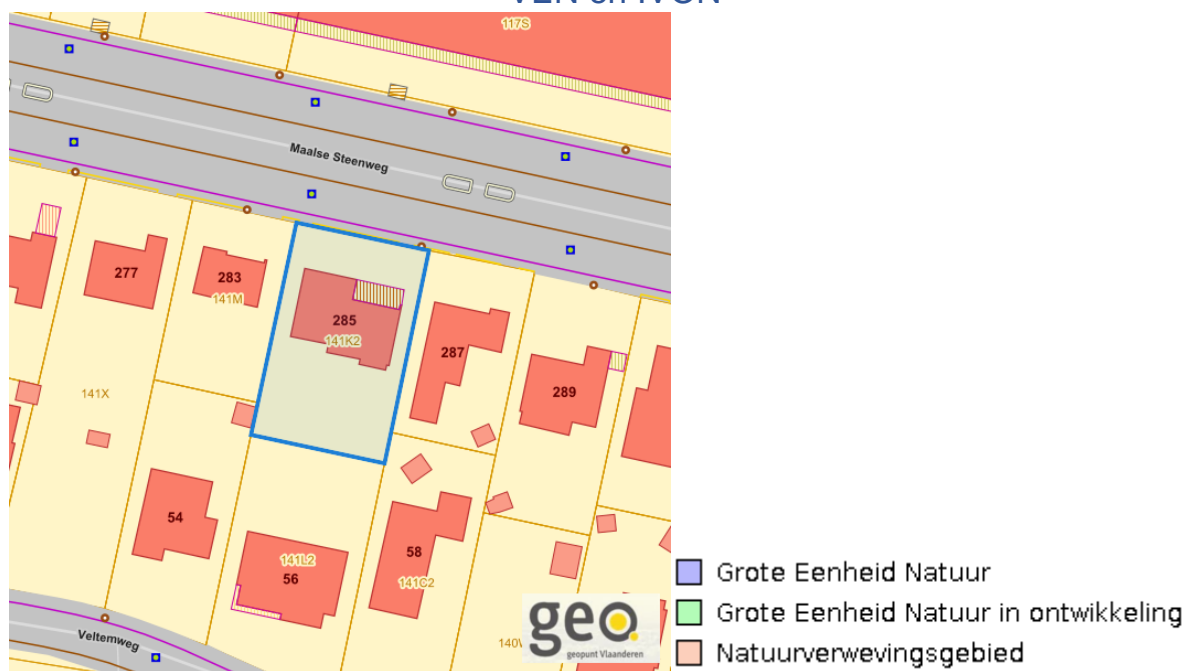 117S
Maalse Steenweg
277
283
141M
285
141K2
287
289
141X
54
141L2
56
58
141C2
Veltemweg
geo
geopunt Vlaanderen
Grote Eenheid Natuur
Grote Eenheid Natuur in ontwikkeling
Natuurverwevingsgebied